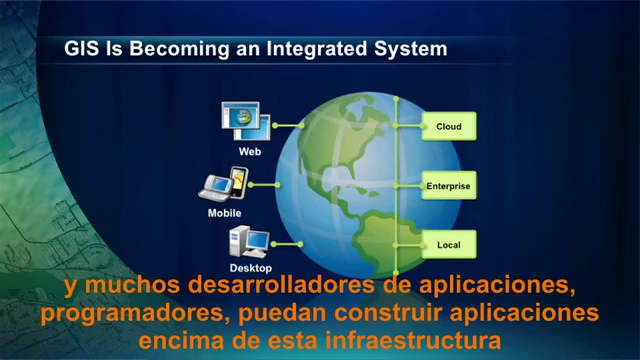 GIS Is Becoming an Integrated System
Web
Cloud
Mobile
Enterprise
Desktop
Local
y muchos desarrolladores de aplicaciones,
programadores, puedan construir aplicaciones
encima de esta infraestructura